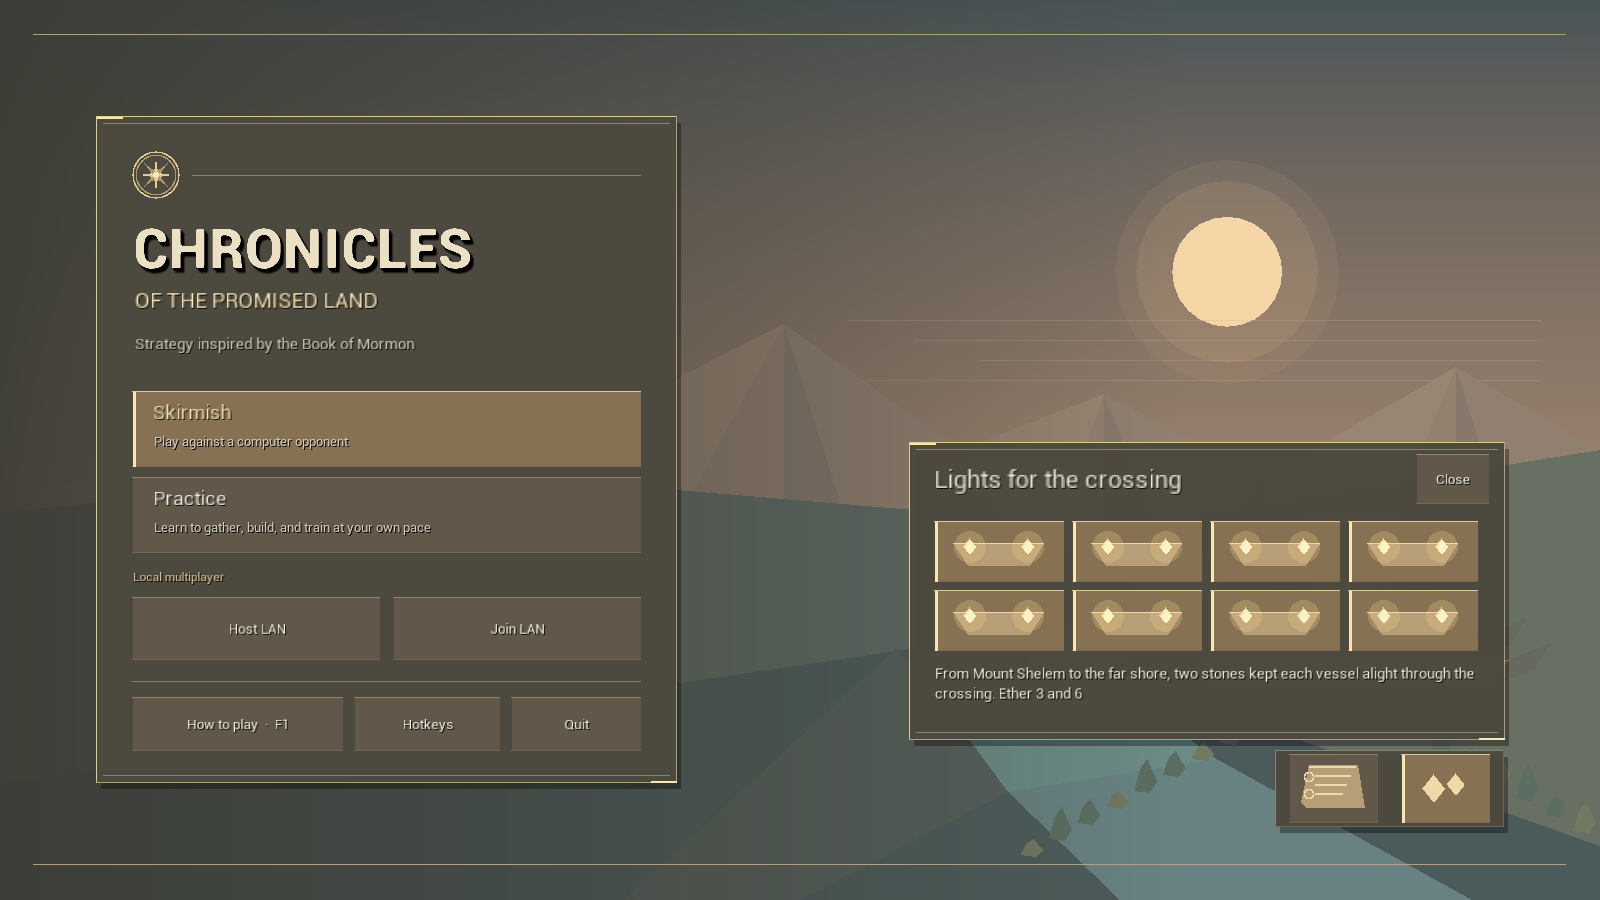 CHRONICLES
OF THE PROMISED LAND
Strategy inspired by the Book of Mormon
Skirmish
Play against a computer opponent
Practice
Learn to gather, build, and train at your own pace
Local multiplayer
Host LAN
Join LAN
How to play · F1
Hotkeys
Quit
Lights for the crossing
Close
From Mount Shelem to the far shore, two stones kept each vessel alight through the
crossing. Ether 3 and 6